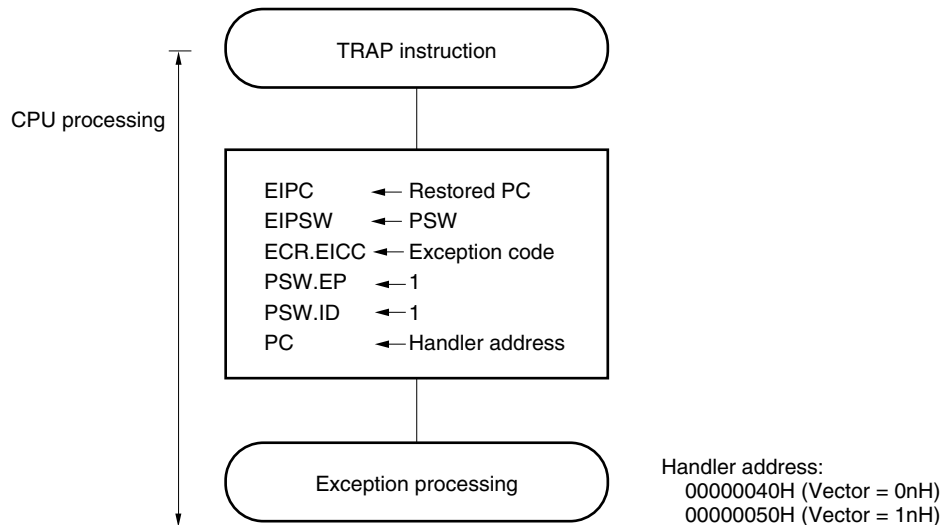 TRAP instruction
CPU processing
EIPC ← Restored PC
EIPSW ← PSW
ECR.EICC ← Exception code
PSW.EP ← 1
PSW.ID ← 1
PC ← Handler address
Exception processing
Handler address:
00000040H (Vector = 0nH)
00000050H (Vector = 1nH)